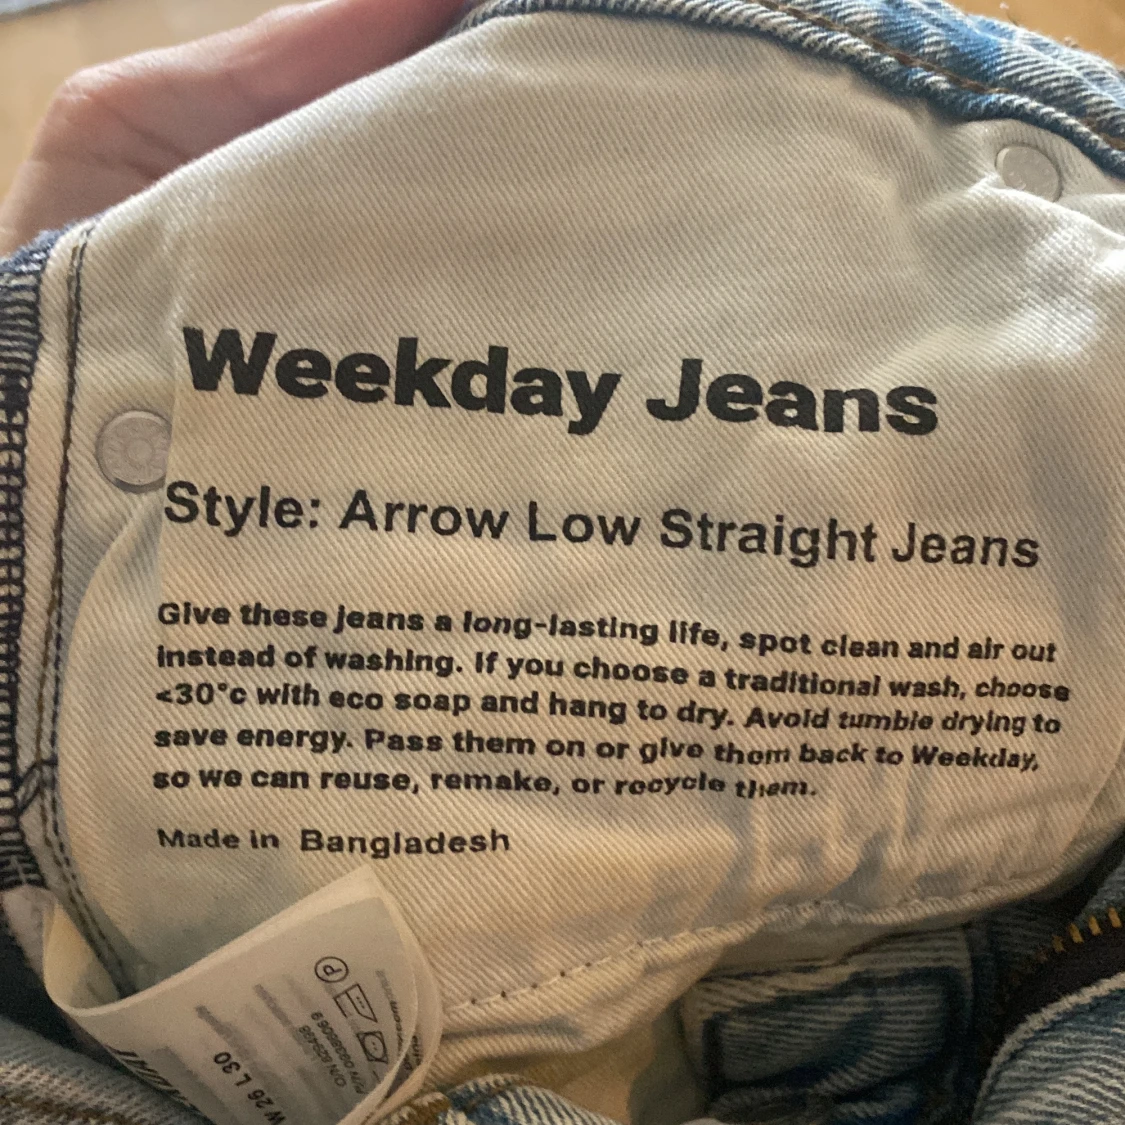 Weekday Jeans
Style: Arrow Low Straight Jeans
Give these jeans a long-lasting life, spot clean and air out
instead of washing. If you choose a traditional wash, choose
<30°c with eco soap and hang to dry. Avoid tumble drying to
save energy. Pass them on or give them back to Weekday,
so we can reuse, remake, or recycle them.
Made in Bangladesh
P
W 26 L 30